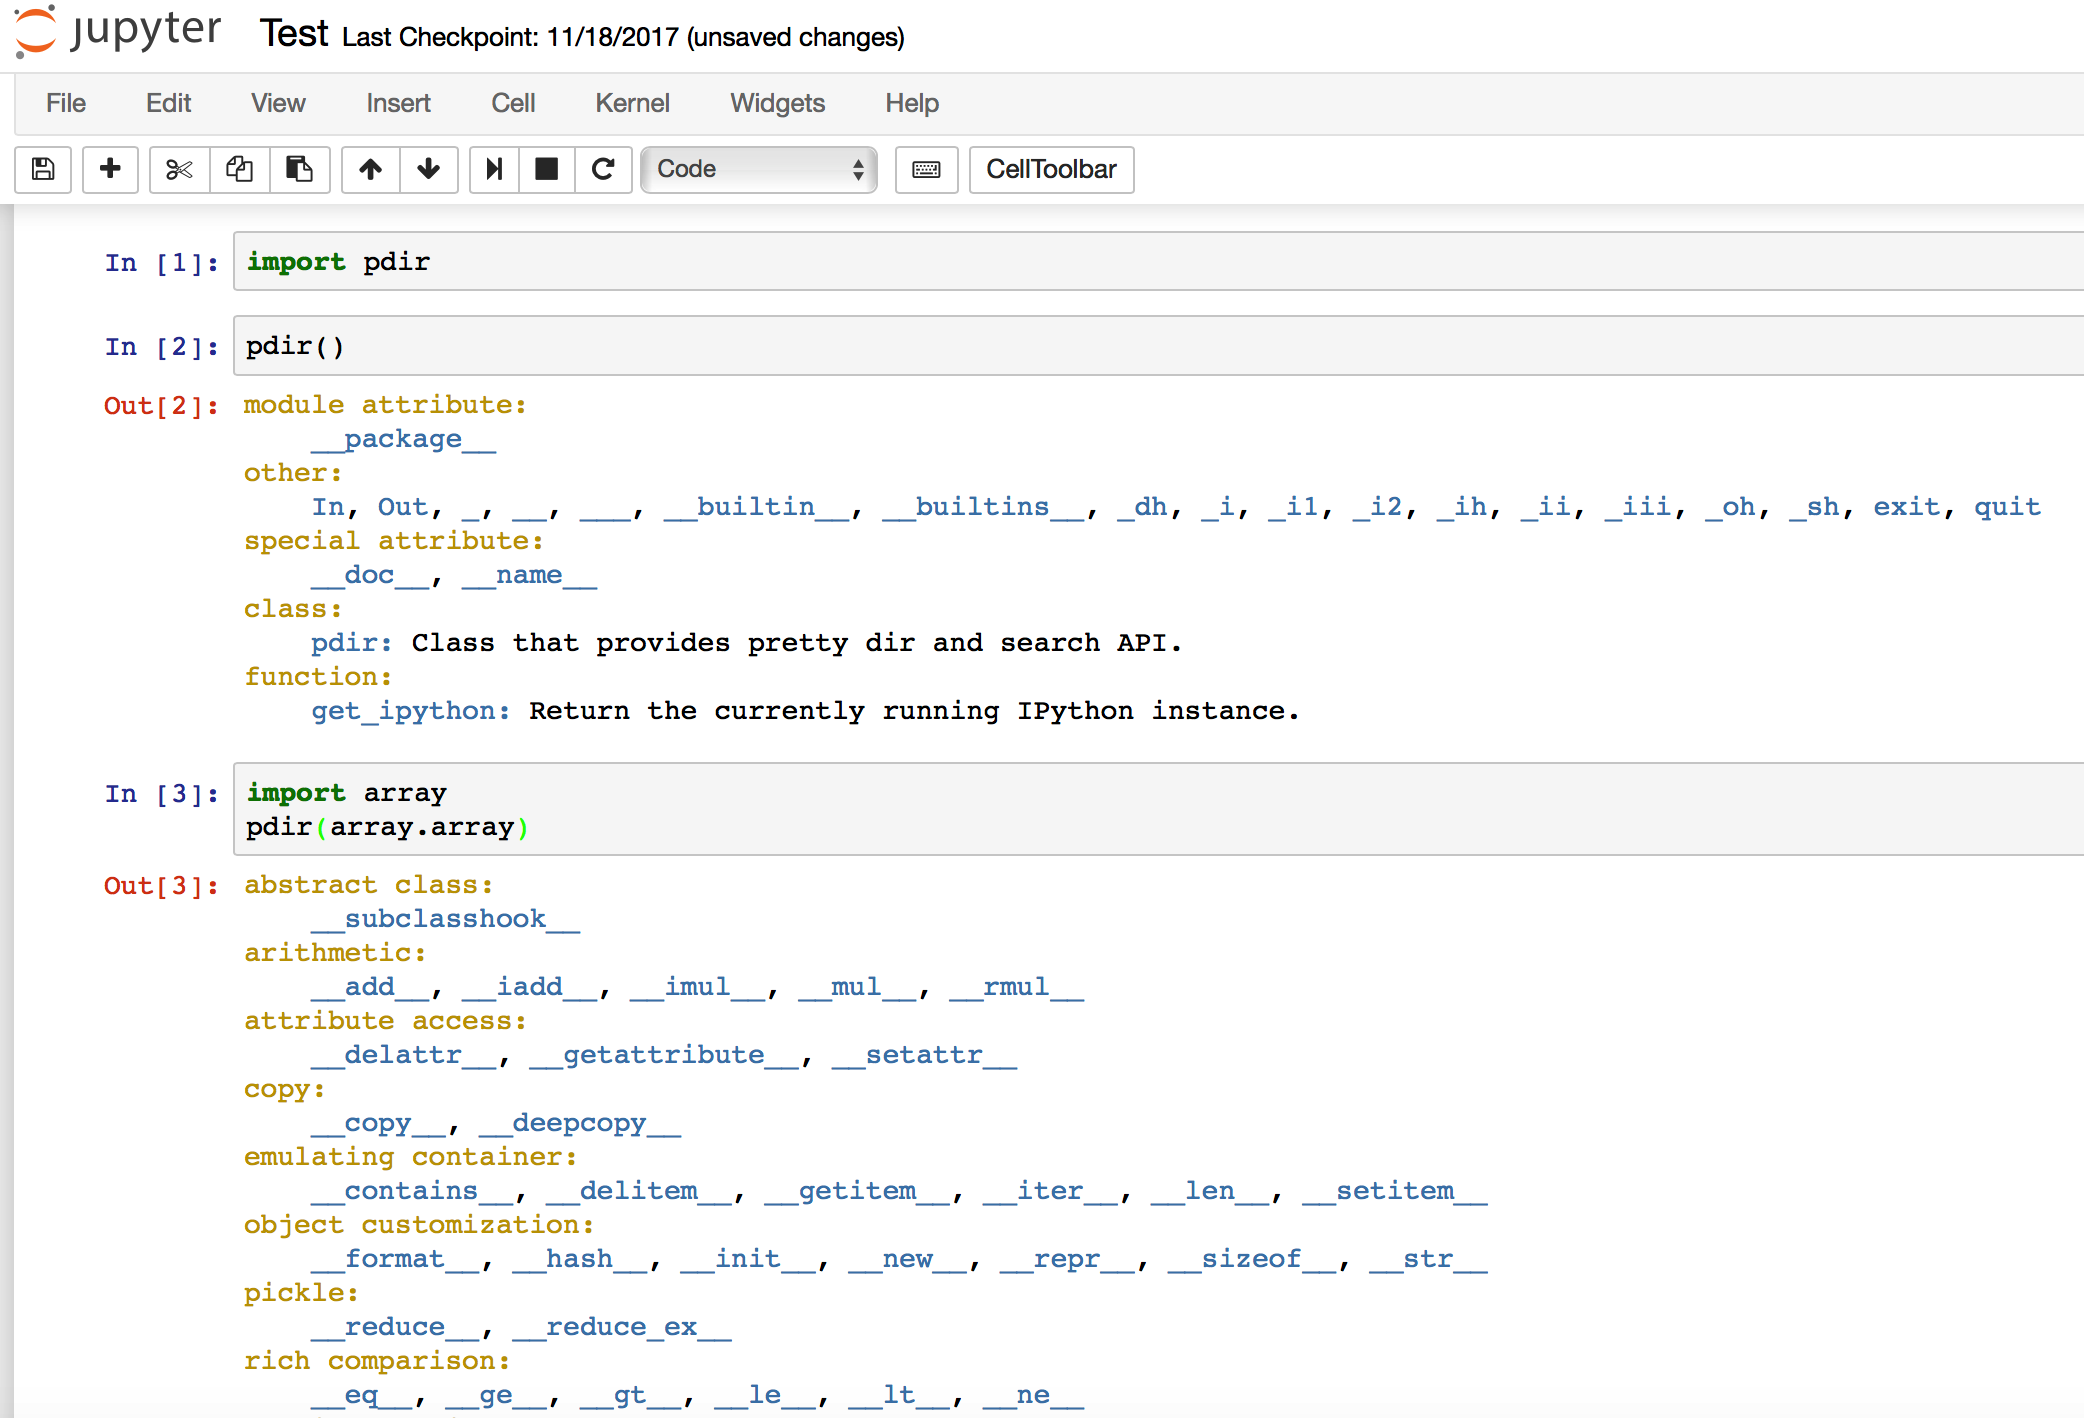 jupyter Test Last Checkpoint: 11/18/2017 (unsaved changes)
File Edit View Insert Cell Kernel Widgets Help
Code CellToolbar
In [1]: import pdir
In [2]: pdir()
Out[2]: module attribute:
__package__
other:
In, Out, _, __, ___, __builtin__, __builtins__, _dh, _i, _i1, _i2, _ih, _ii, _iii, _oh, _sh, exit, quit
special attribute:
__doc__, __name__
class:
pdir: Class that provides pretty dir and search API.
function:
get_ipython: Return the currently running IPython instance.
In [3]: import array
pdir(array.array)
Out[3]: abstract class:
__subclasshook__
arithmetic:
__add__, __iadd__, __imul__, __mul__, __rmul__
attribute access:
__delattr__, __getattribute__, __setattr__
copy:
__copy__, __deepcopy__
emulating container:
__contains__, __delitem__, __getitem__, __iter__, __len__, __setitem__
object customization:
__format__, __hash__, __init__, __new__, __repr__, __sizeof__, __str__
pickle:
__reduce__, __reduce_ex__
rich comparison:
__eq__, __ge__, __gt__, __le__, __lt__, __ne__